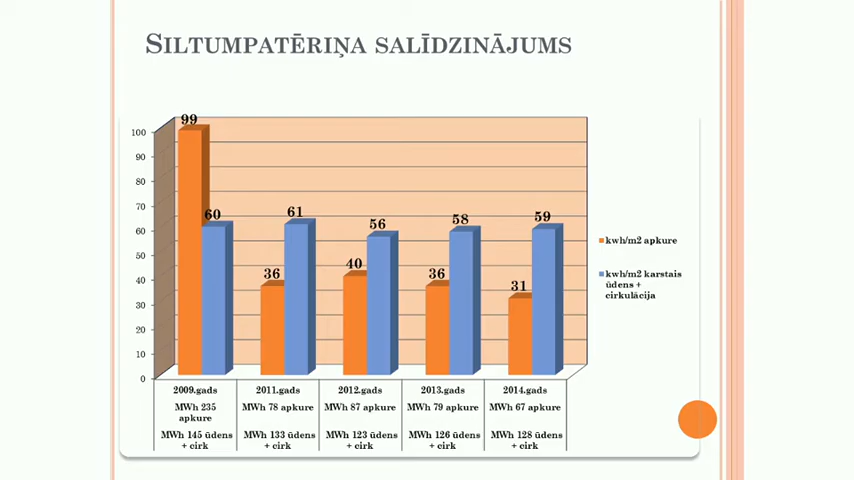 SILTUMPATĒRIŅA SALĪDZINĀJUMS
99
100
90
80
70
60
50
40
30
20
10
0
60
36
61
40
56
36
58
31
59
kwh/m2 apkure
kwh/m2 karstais
ūdens +
cirkulācija
2009.gads
2011.gads
2012.gads
2013.gads
2014.gads
MWh 235
apkure
MWh 78 apkure
MWh 87 apkure
MWh 79 apkure
MWh 67 apkure
MWh 145 ūdens
+ cirk
MWh 133 ūdens
+ cirk
MWh 123 ūdens
+ cirk
MWh 126 ūdens
+ cirk
MWh 128 ūdens
+ cirk